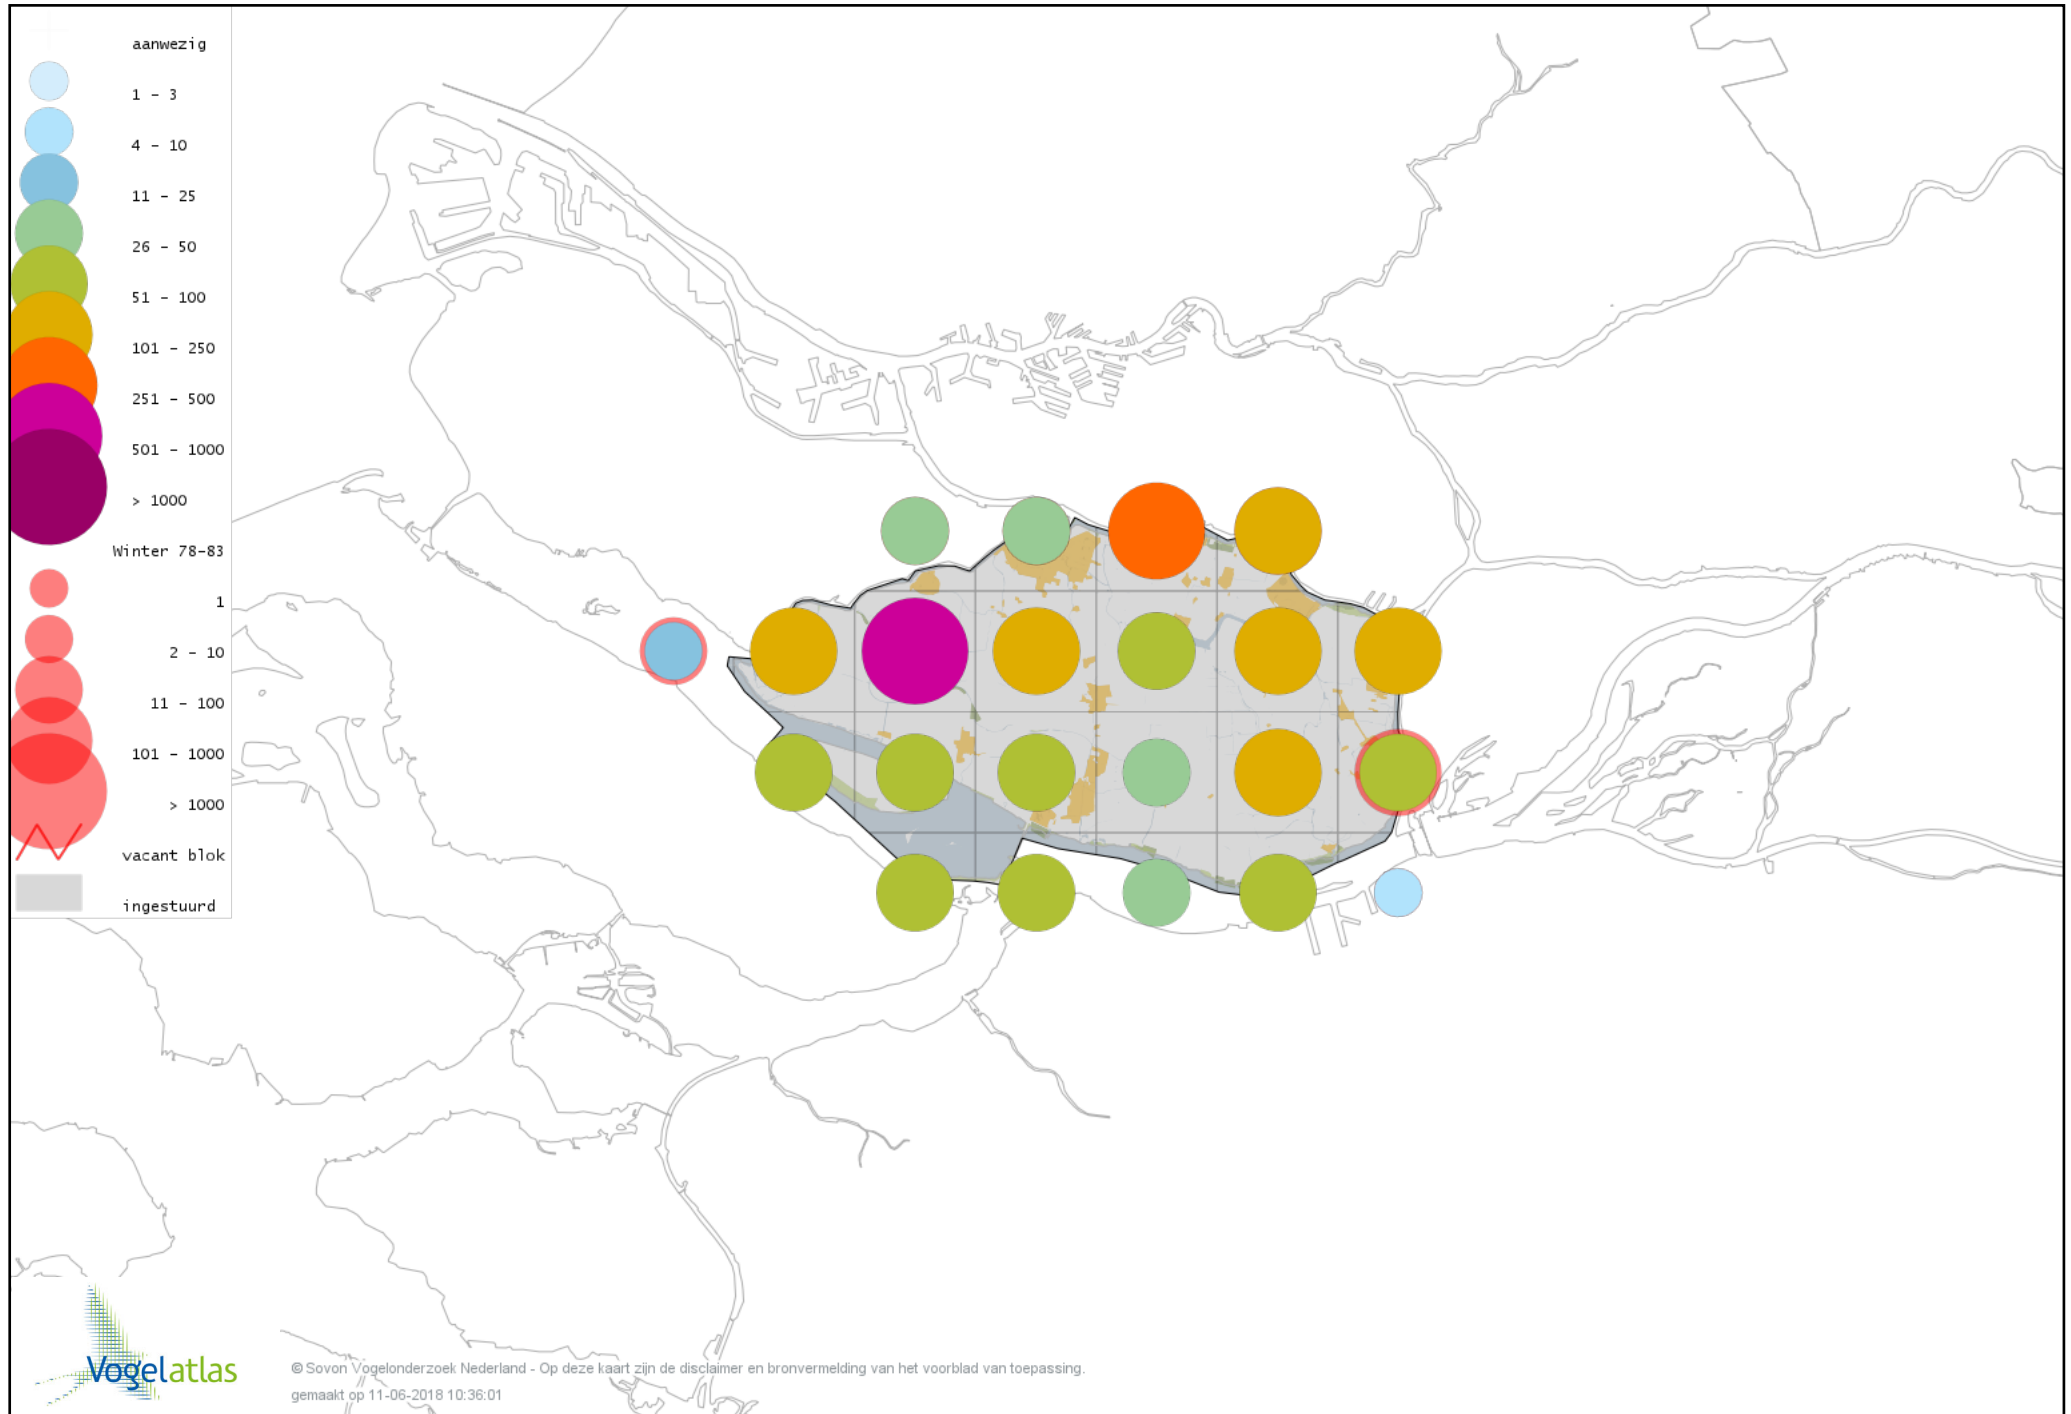 aanwezig
1 - 3
4 - 10
11 - 25
26 - 50
51 - 100
101 - 250
251 - 500
501 - 1000
> 1000
Winter 78-83
1
2 - 10
11 - 100
101 - 1000
> 1000
vacant blok
ingestuurd
Vogelatlas
© Sovon Vogelonderzoek Nederland - Op deze kaart zijn de disclaimer en bronvermelding van het voorblad van toepassing.
gemaakt op 11-06-2018 10:36:01